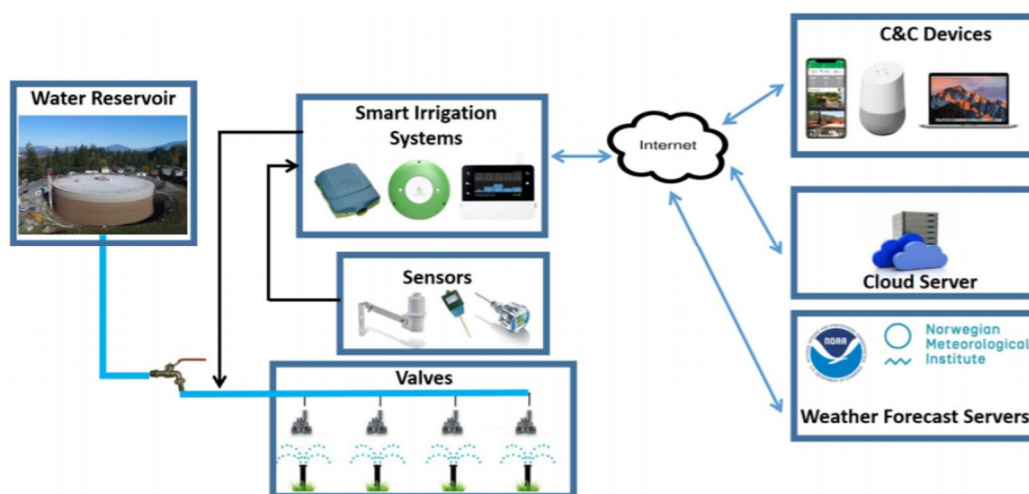 Water Reservoir
Smart Irrigation
Systems
Sensors
Valves
Internet
C&C Devices
Cloud Server
NOAA
Norwegian
Meteorological
Institute
Weather Forecast Servers